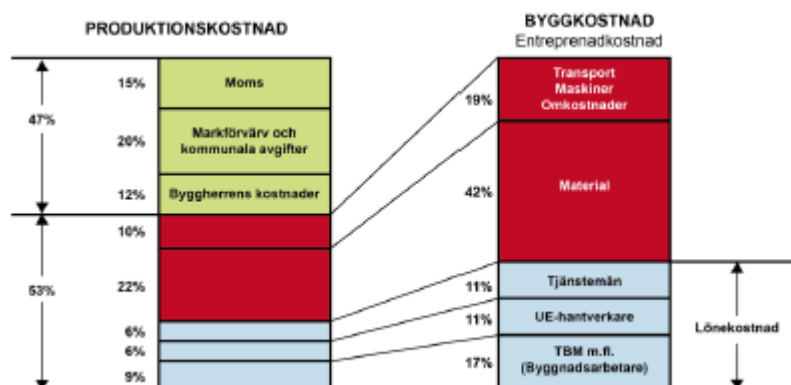 PRODUKTIONSKOSTNAD
BYGGKOSTNAD
Entreprenadkostnad
15%
Moms
47%
20%
Markförvärv och
kommunala avgifter
12%
Byggherrens kostnader
10%
53%
22%
6%
6%
9%
19%
Transport
Maskiner
Omkostnader
42%
Material
11%
Tjänstemän
11%
UE-hantverkare
17%
TBM m.fl.
(Byggnadsarbetare)
Lönekostnad